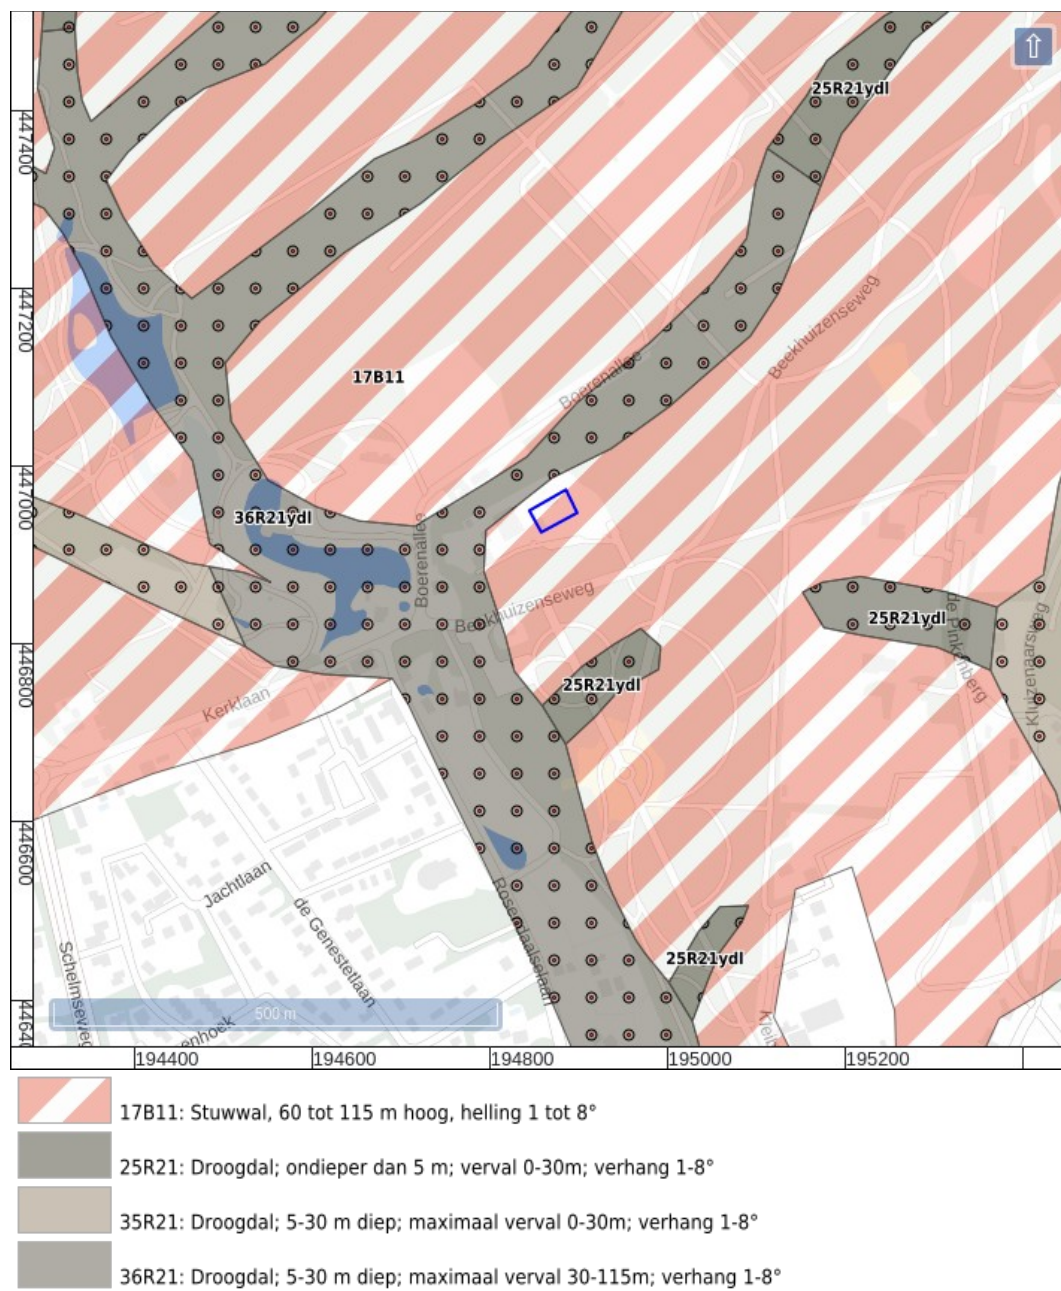 25R21ydl
447400
447200
Beekhuizenseweg
Boerenallee
17B11
447000
36R21ydl
Boerenallee
Beekhuizenseweg
25R21ydl
de Pinkenberg
Kluizenaarsweg
25R21ydl
446800
Kerklaan
446600
Jachtlaan
de Genestetlaan
Rosendaalselaan
25R21ydl
Schelmseweg
500 m
enhoek
44640
194400
194600
194800
195000
195200
17B11: Stuwwal, 60 tot 115 m hoog, helling 1 tot 8°
25R21: Droogdal; ondieper dan 5 m; verval 0-30m; verhang 1-8°
35R21: Droogdal; 5-30 m diep; maximaal verval 0-30m; verhang 1-8°
36R21: Droogdal; 5-30 m diep; maximaal verval 30-115m; verhang 1-8°